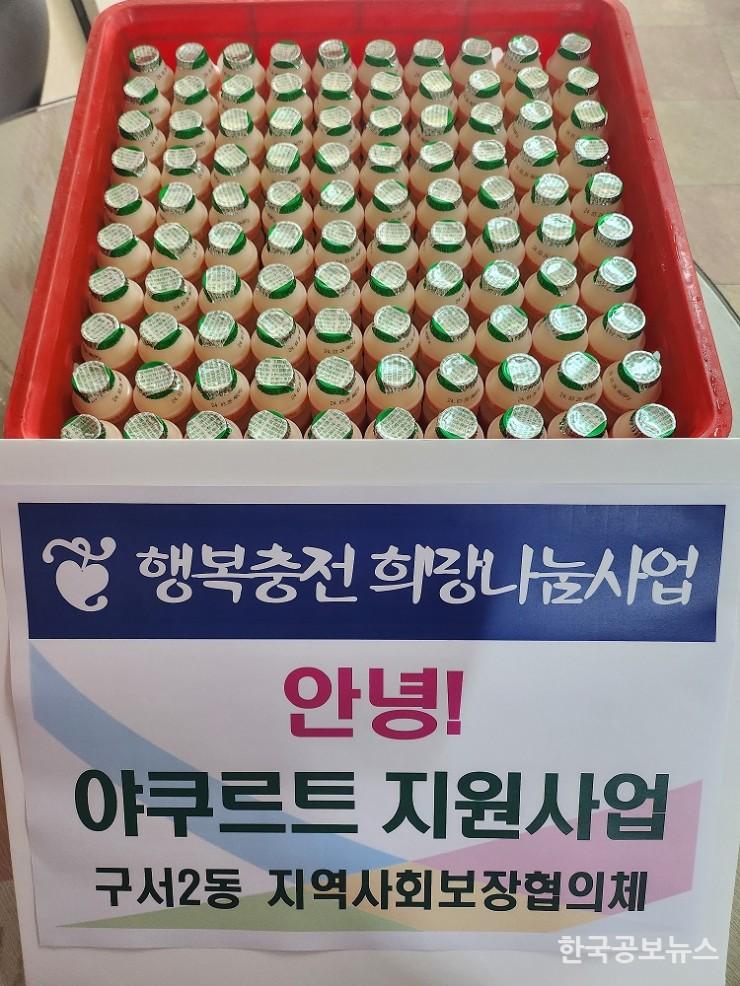 행복충전 희망나눔사업
안녕!
야쿠르트 지원사업
구서2동 지역사회보장협의체
한국공보뉴스